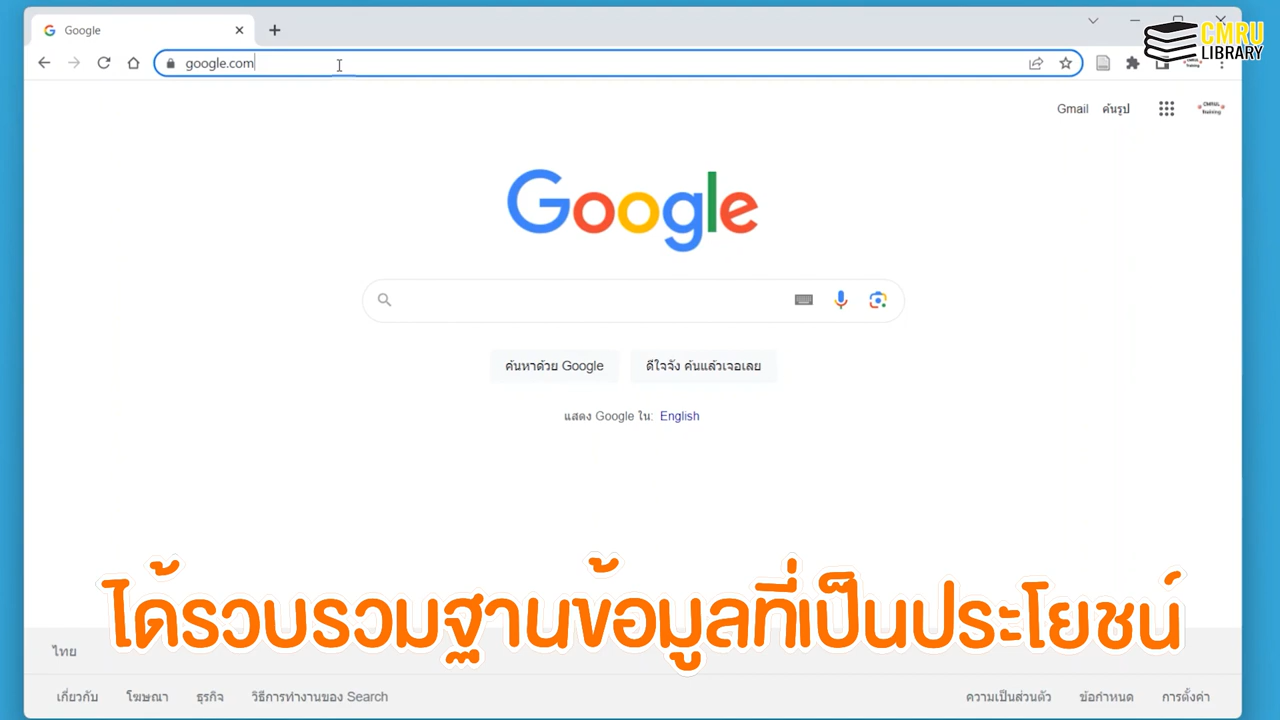 Google
CMRU
LIBRARY
google.com
Gmail
ค้นรูป
Google
ค้นหาด้วย Google
ดีใจจัง ค้นแล้วเจอเลย
แสดง Google ใน: English
ได้รวบรวมฐานข้อมูลที่เป็นประโยชน์
ไทย
เกี่ยวกับ
โฆษณา
ธุรกิจ
วิธีการทำงานของ Search
ความเป็นส่วนตัว
ข้อกำหนด
การตั้งค่า